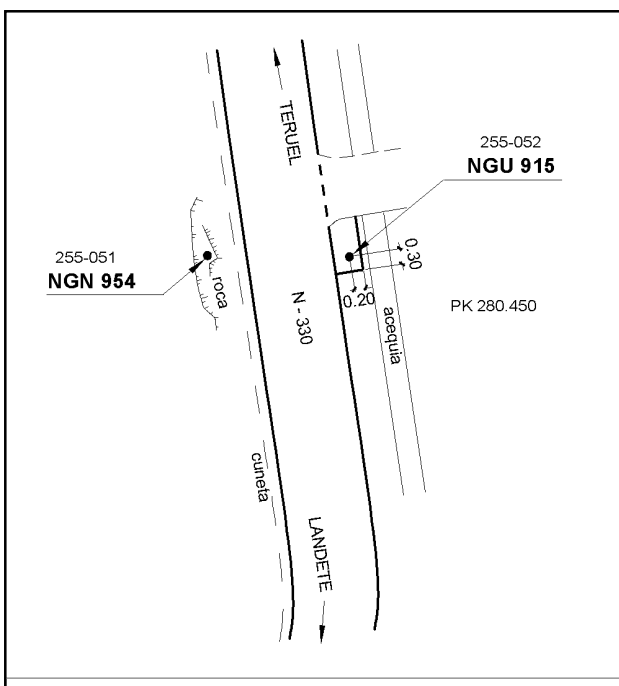 TERUEL
255-052
NGU 915
255-051
NGN 954
roca
N - 330
0.30
0.20
PK 280.450
acequia
cuneta
LANDETE